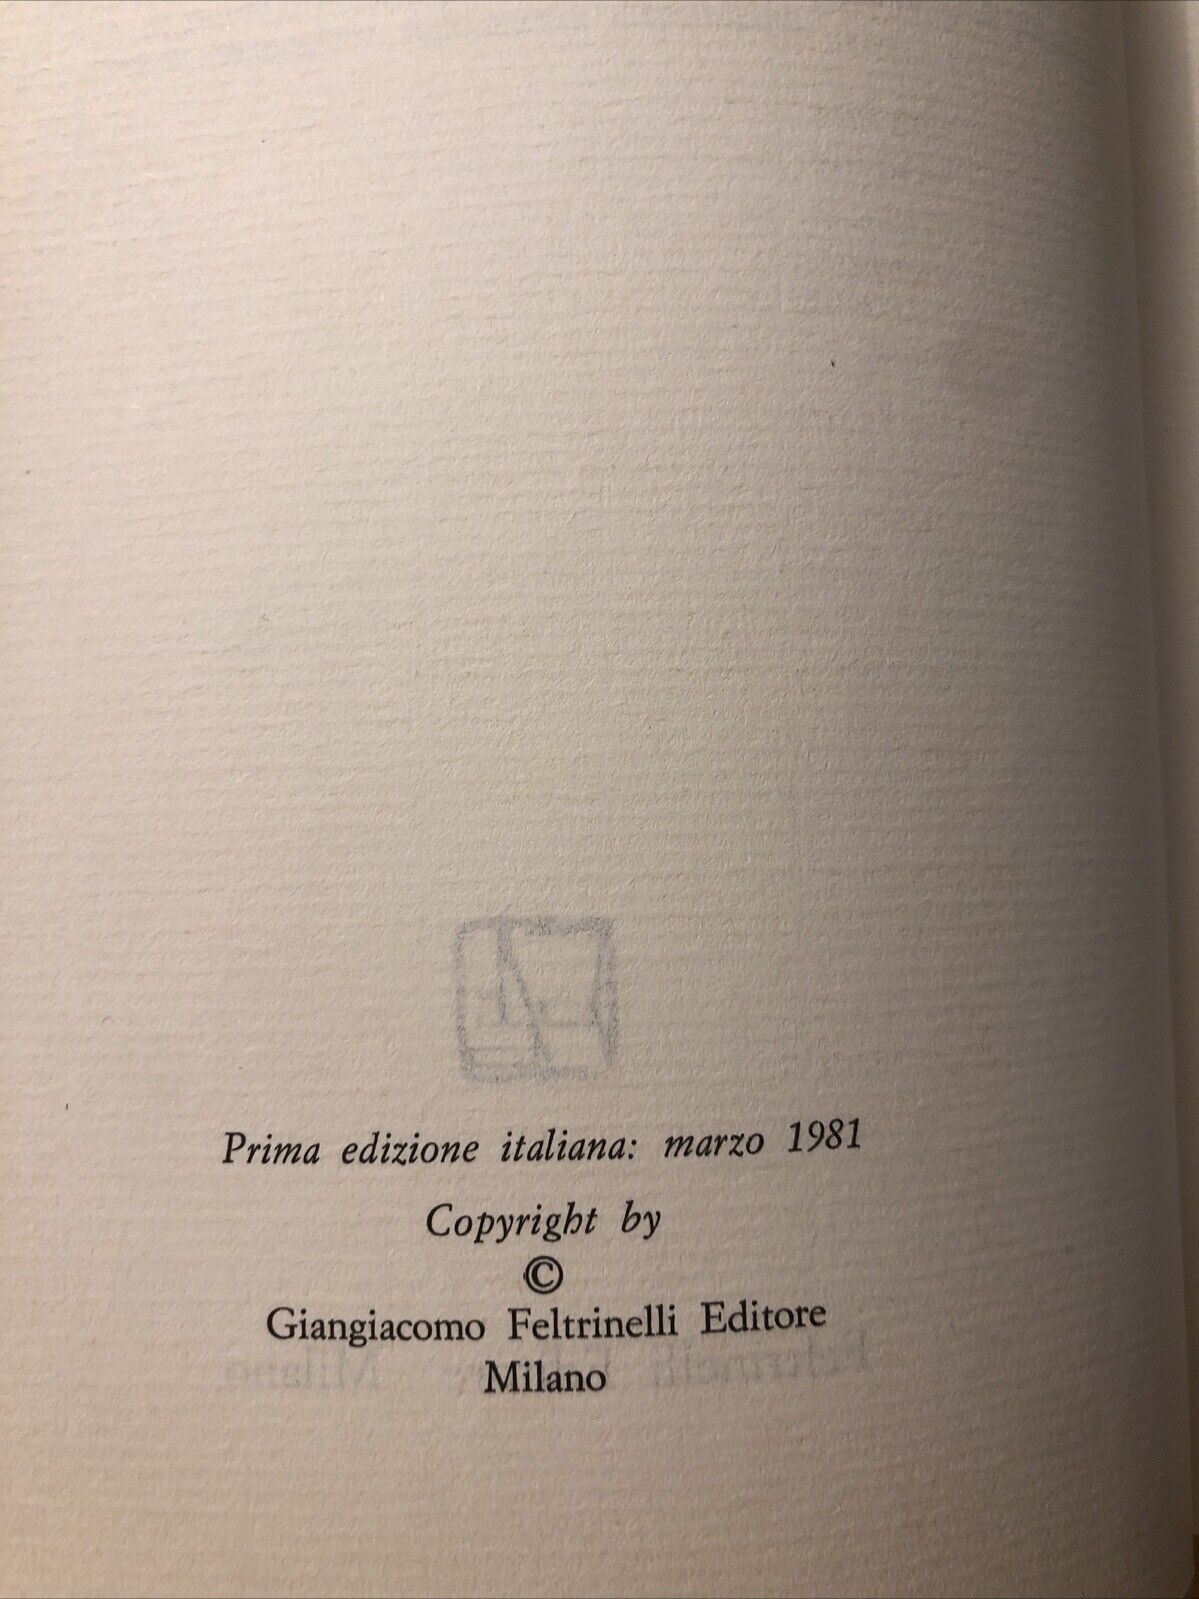 Prima edizione italiana: marzo 1981
Copyright by
©
Giangiacomo Feltrinelli Editore
Milano